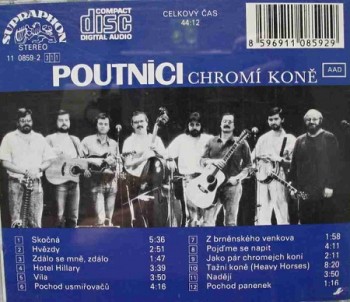 SUPRAPHON
STEREO
11 0859-2
COMPACT
disc
DIGITAL AUDIO
CELKOVÝ ČAS
44:12
8 596911 085929
POUTNÍCI CHROMÍ KONĚ
AAD
1 Skočná 5:36
2 Hvězdy 2:51
3 Zdálo se mně, zdálo 1:47
4 Hotel Hillary 3:39
5 Víla 3:50
6 Pochod usmiřovačů 4:16
7 Z brněnského venkova 1:58
8 Pojďme se napít 4:11
9 Jako pár chromejch koní 2:11
10 Tažní koně (Heavy Horses) 8:20
11 Nadějí 3:50
12 Pochod panenek 1:16